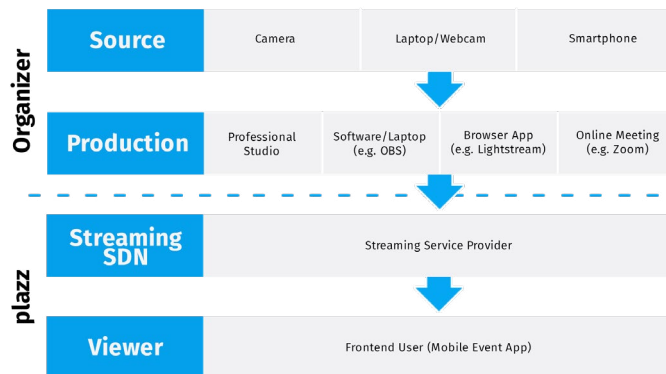 Organizer
Source
Camera
Laptop/Webcam
Smartphone
Production
Professional
Studio
Software/Laptop
(e.g. OBS)
Browser App
(e.g. Lightstream)
Online Meeting
(e.g. Zoom)
plazz
Streaming
SDN
Streaming Service Provider
Viewer
Frontend User (Mobile Event App)